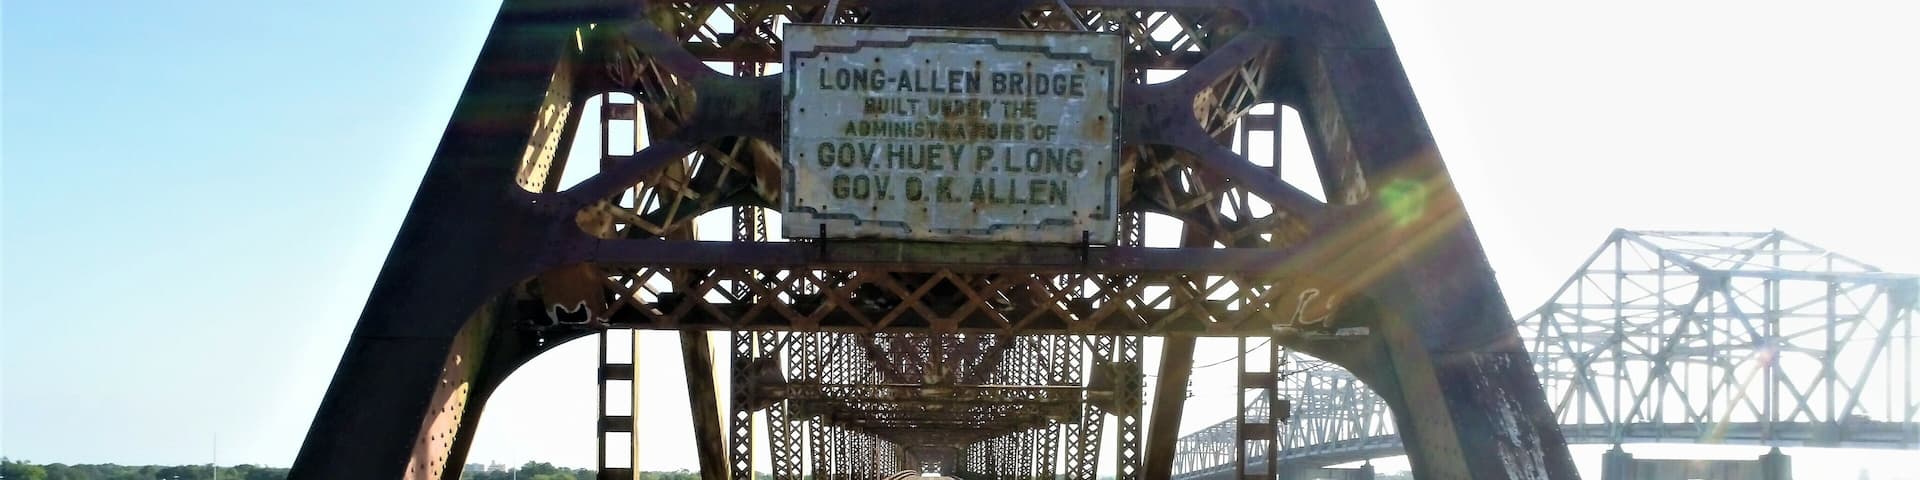 LONG-ALLEN BRIDGE
BUILT UNDER THE
ADMINISTRATIONS OF
GOV. HUEY P. LONG
GOV. O. K. ALLEN